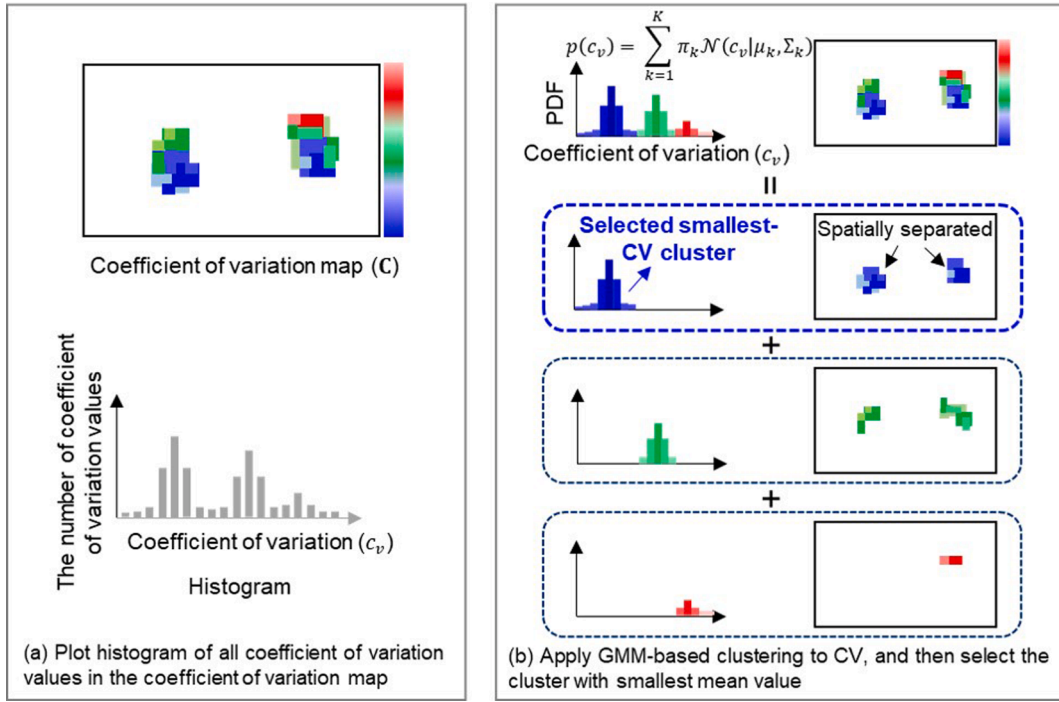 Coefficient of variation map (C)
The number of coefficient
of variation values
Coefficient of variation (c_v)
Histogram
(a) Plot histogram of all coefficient of variation
values in the coefficient of variation map
p(c_v) = \sum_{k=1}^{K} π_k 𝒩(c_v|μ_k, Σ_k)
PDF
Coefficient of variation (c_v)
=
Selected smallest-
CV cluster
Spatially separated
+
+
(b) Apply GMM-based clustering to CV, and then select the
cluster with smallest mean value